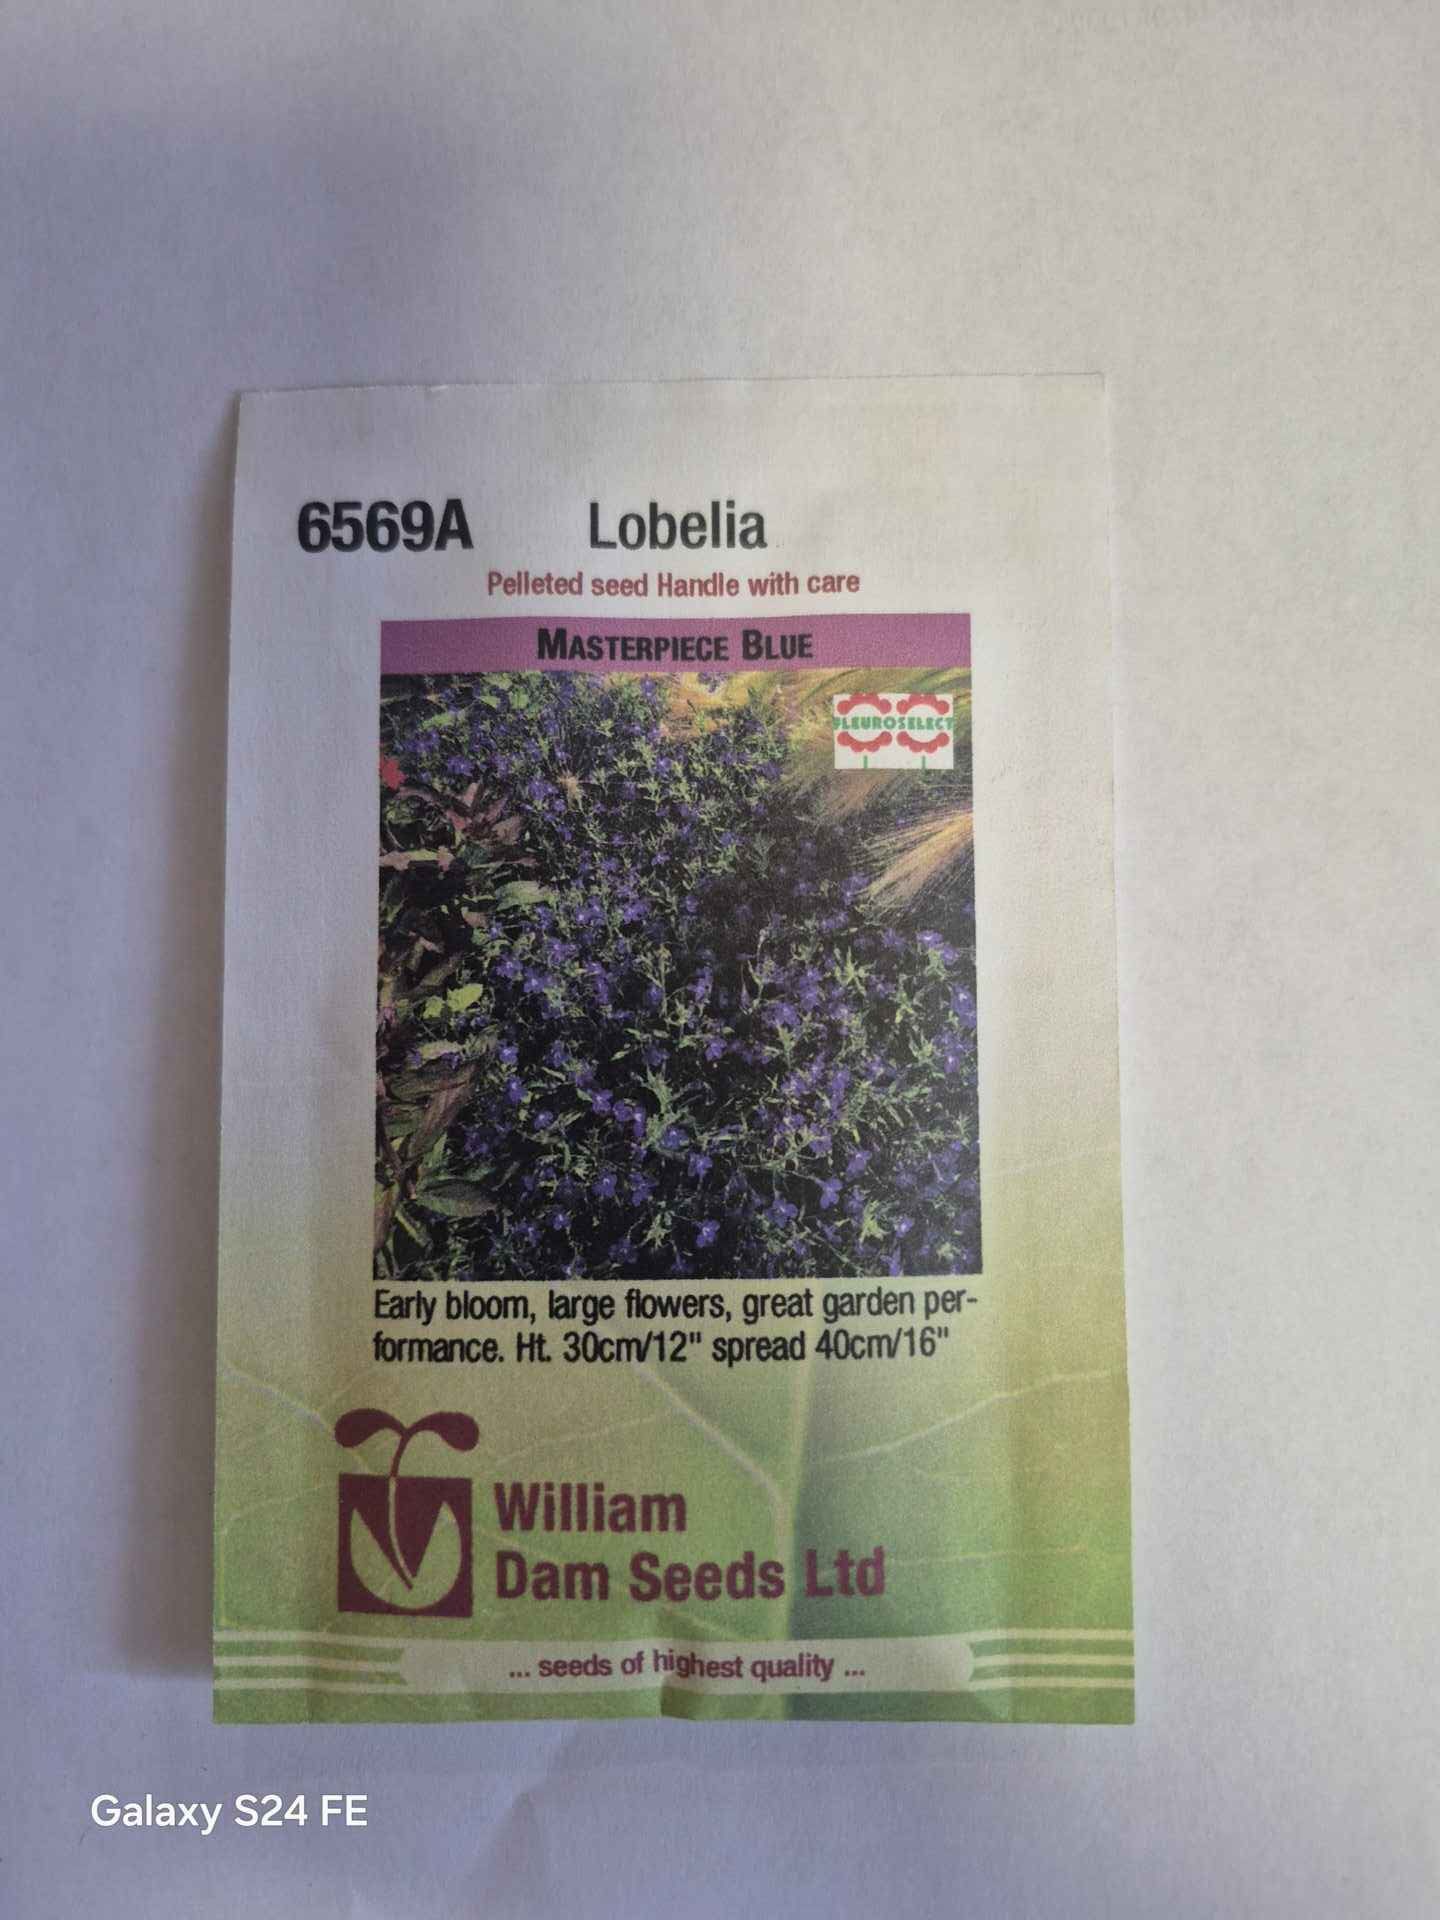 6569A Lobelia
Pelleted seed Handle with care
MASTERPIECE BLUE
FLEUROSELECT
Early bloom, large flowers, great garden per-
formance. Ht. 30cm/12" spread 40cm/16"
William
Dam Seeds Ltd
... seeds of highest quality ...
Galaxy S24 FE